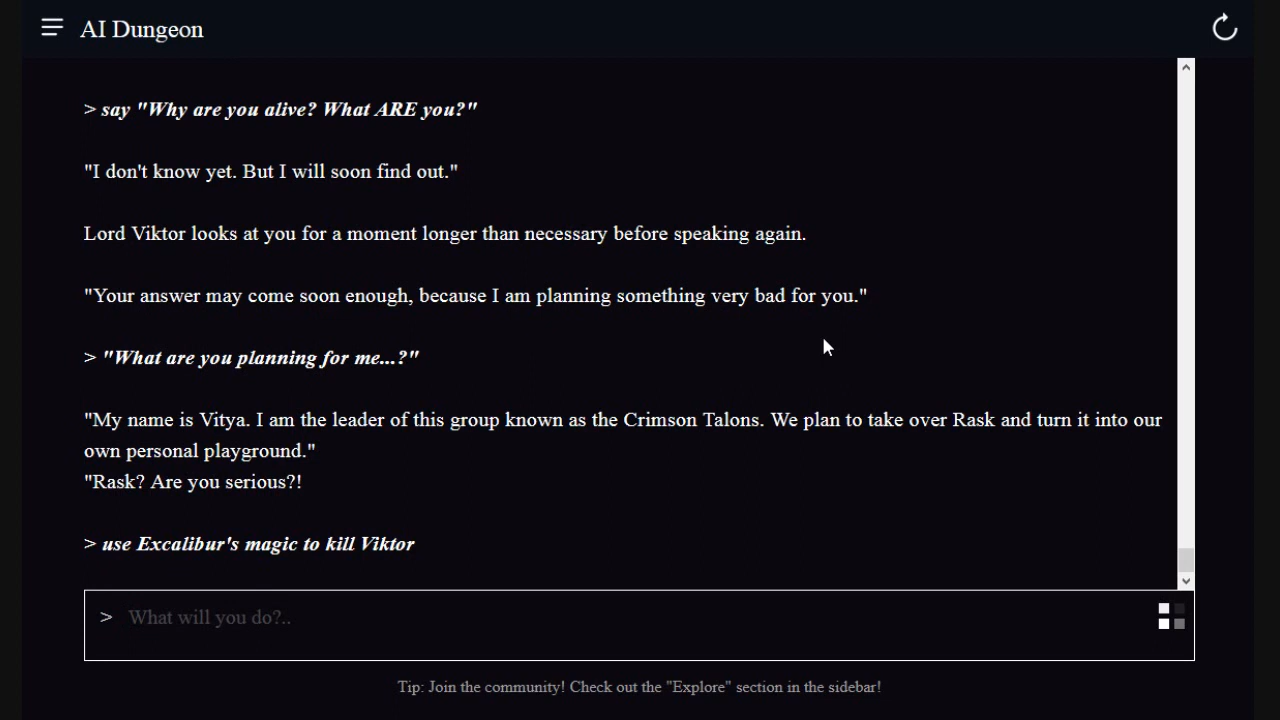 AI Dungeon
> say "Why are you alive? What ARE you?"
"I don't know yet. But I will soon find out."
Lord Viktor looks at you for a moment longer than necessary before speaking again.
"Your answer may come soon enough, because I am planning something very bad for you."
> "What are you planning for me...?"
"My name is Vitya. I am the leader of this group known as the Crimson Talons. We plan to take over Rask and turn it into our
own personal playground."
"Rask? Are you serious?!
> use Excalibur's magic to kill Viktor
> What will you do?..
Tip: Join the community! Check out the "Explore" section in the sidebar!